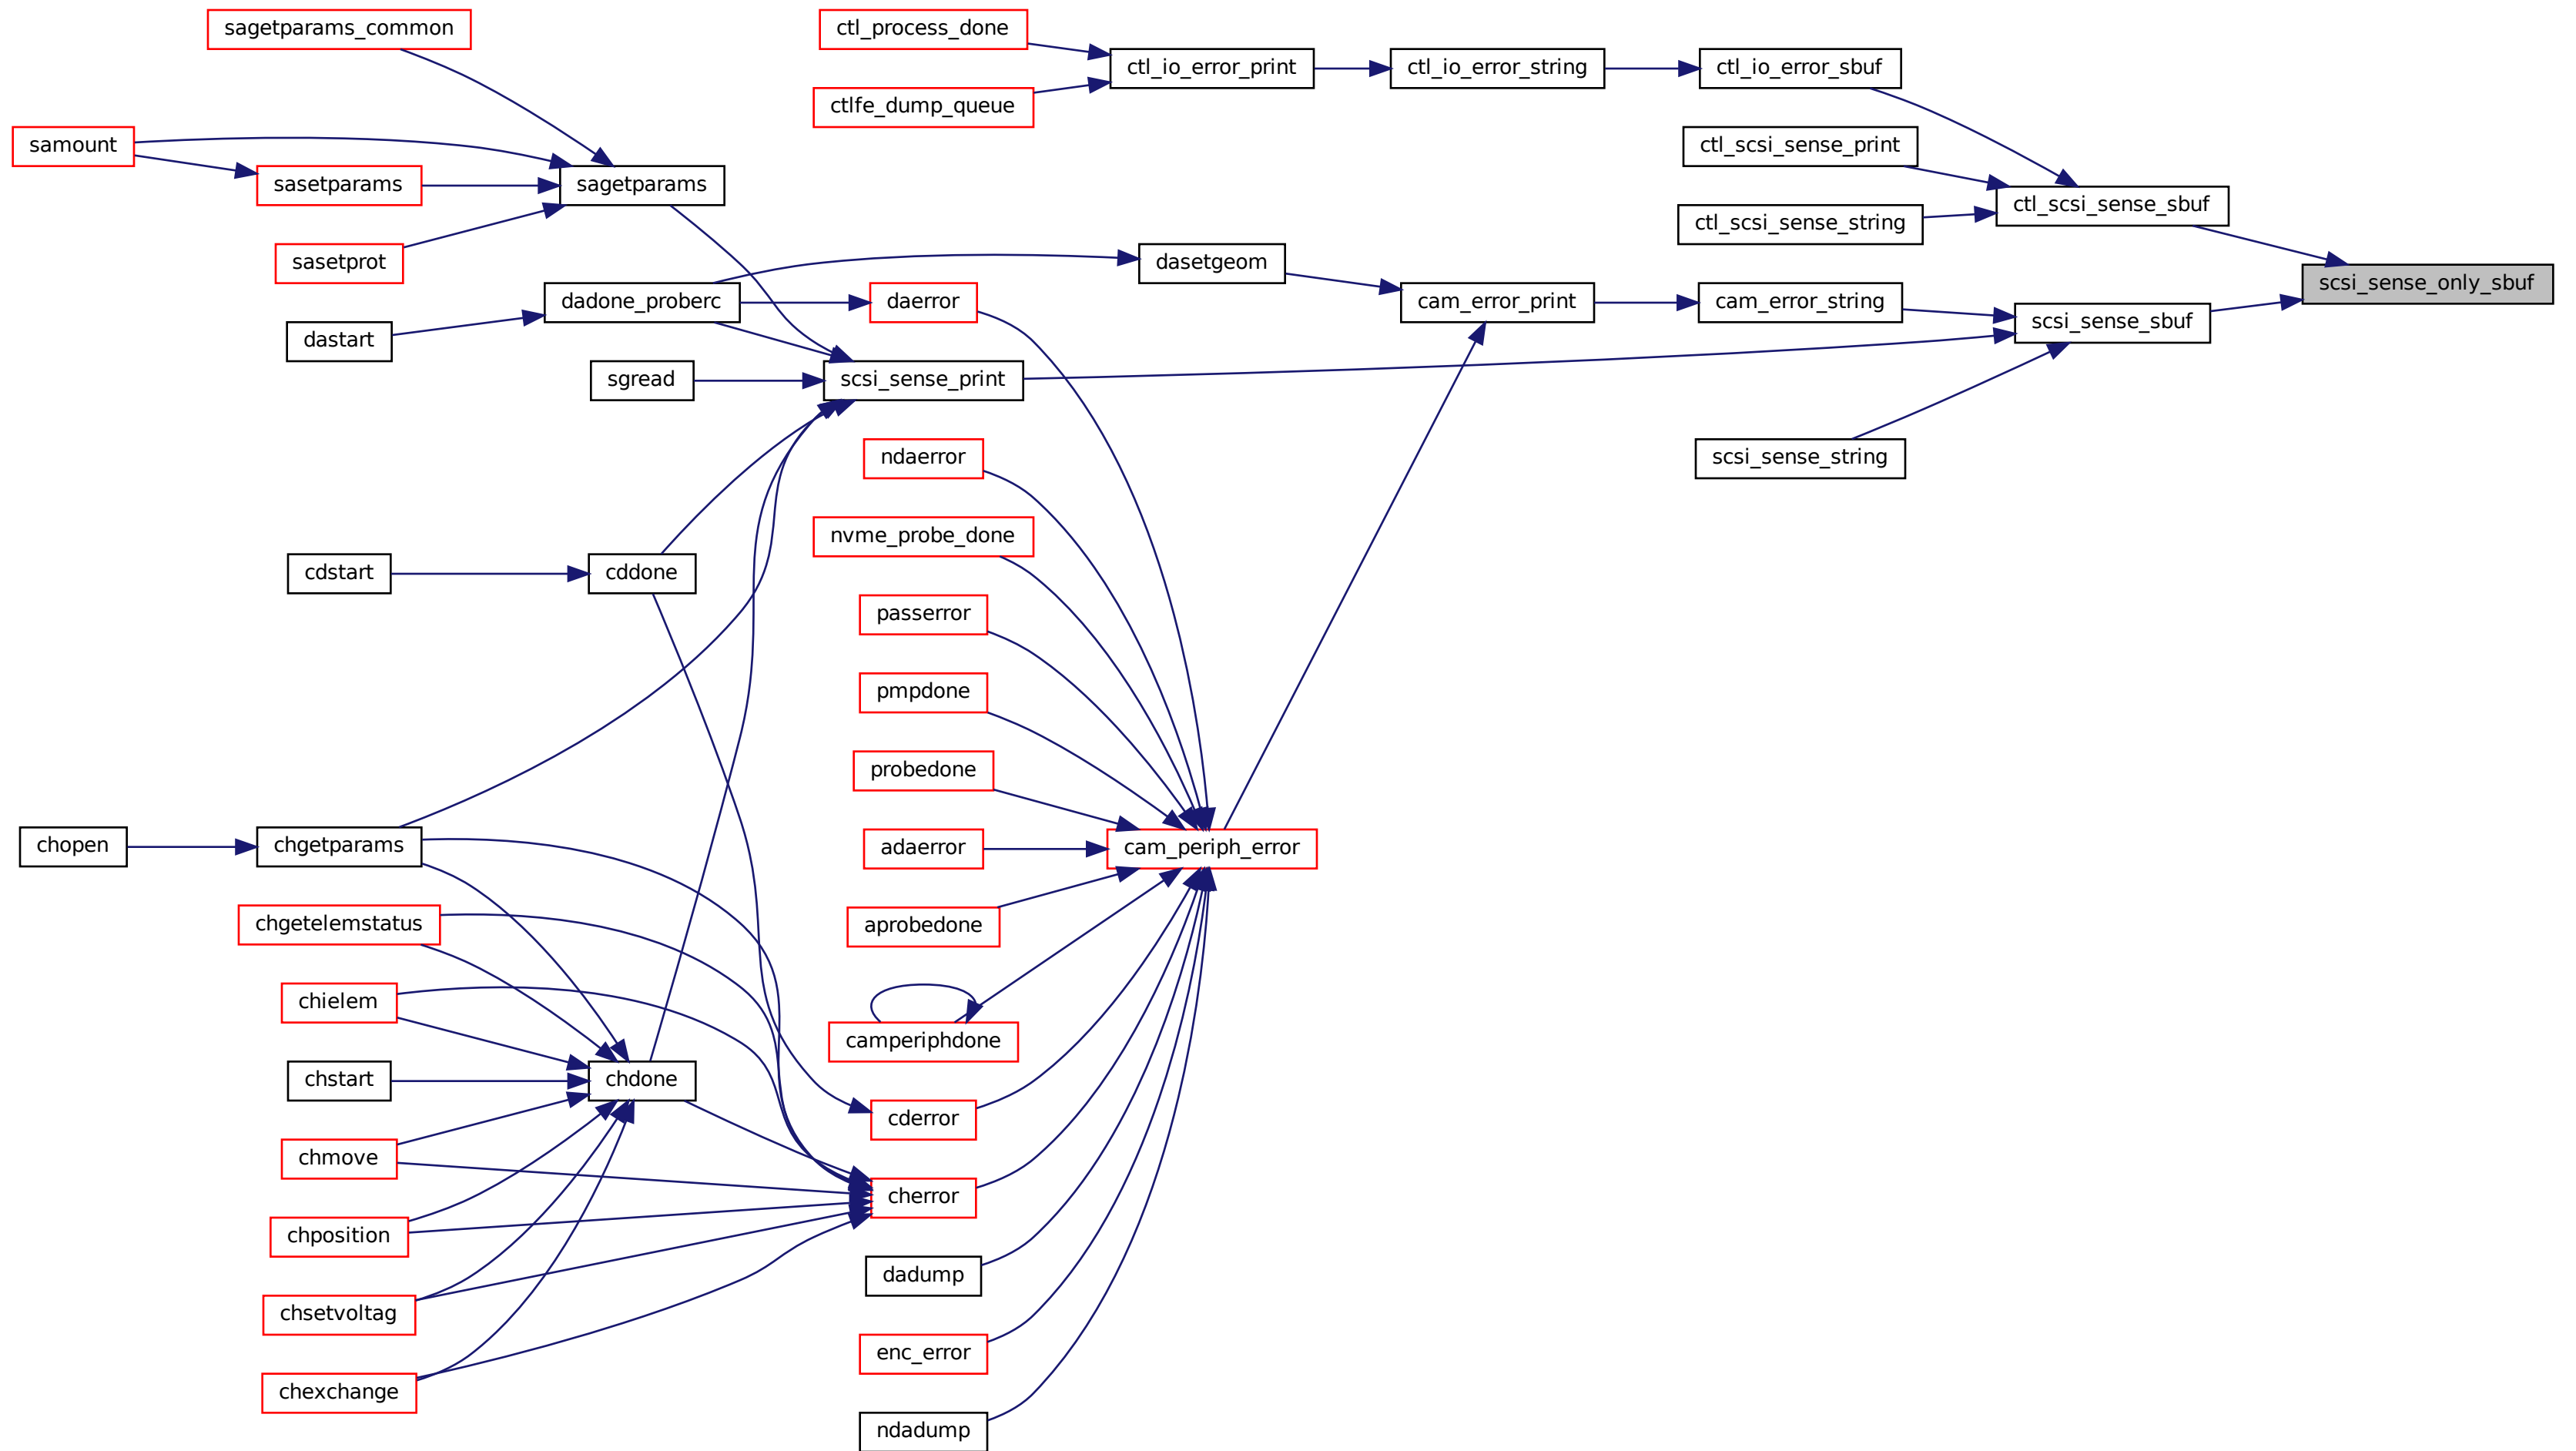 sagetparams_common
ctl_process_done
ctl_io_error_print
ctl_io_error_string
ctl_io_error_sbuf
ctlfe_dump_queue
samount
ctl_scsi_sense_print
sasetparams
sagetparams
ctl_scsi_sense_sbuf
ctl_scsi_sense_string
sasetprot
dasetgeom
scsi_sense_only_sbuf
dadone_proberc
daerror
cam_error_print
cam_error_string
scsi_sense_sbuf
dastart
sgread
scsi_sense_print
ndaerror
scsi_sense_string
nvme_probe_done
cdstart
cddone
passerror
pmpdone
probedone
chopen
chgetparams
adaerror
cam_periph_error
chgetelemstatus
aprobedone
chielem
camperiphdone
chstart
chdone
cderror
chmove
cherror
chposition
dadump
chsetvoltag
enc_error
chexchange
ndadump